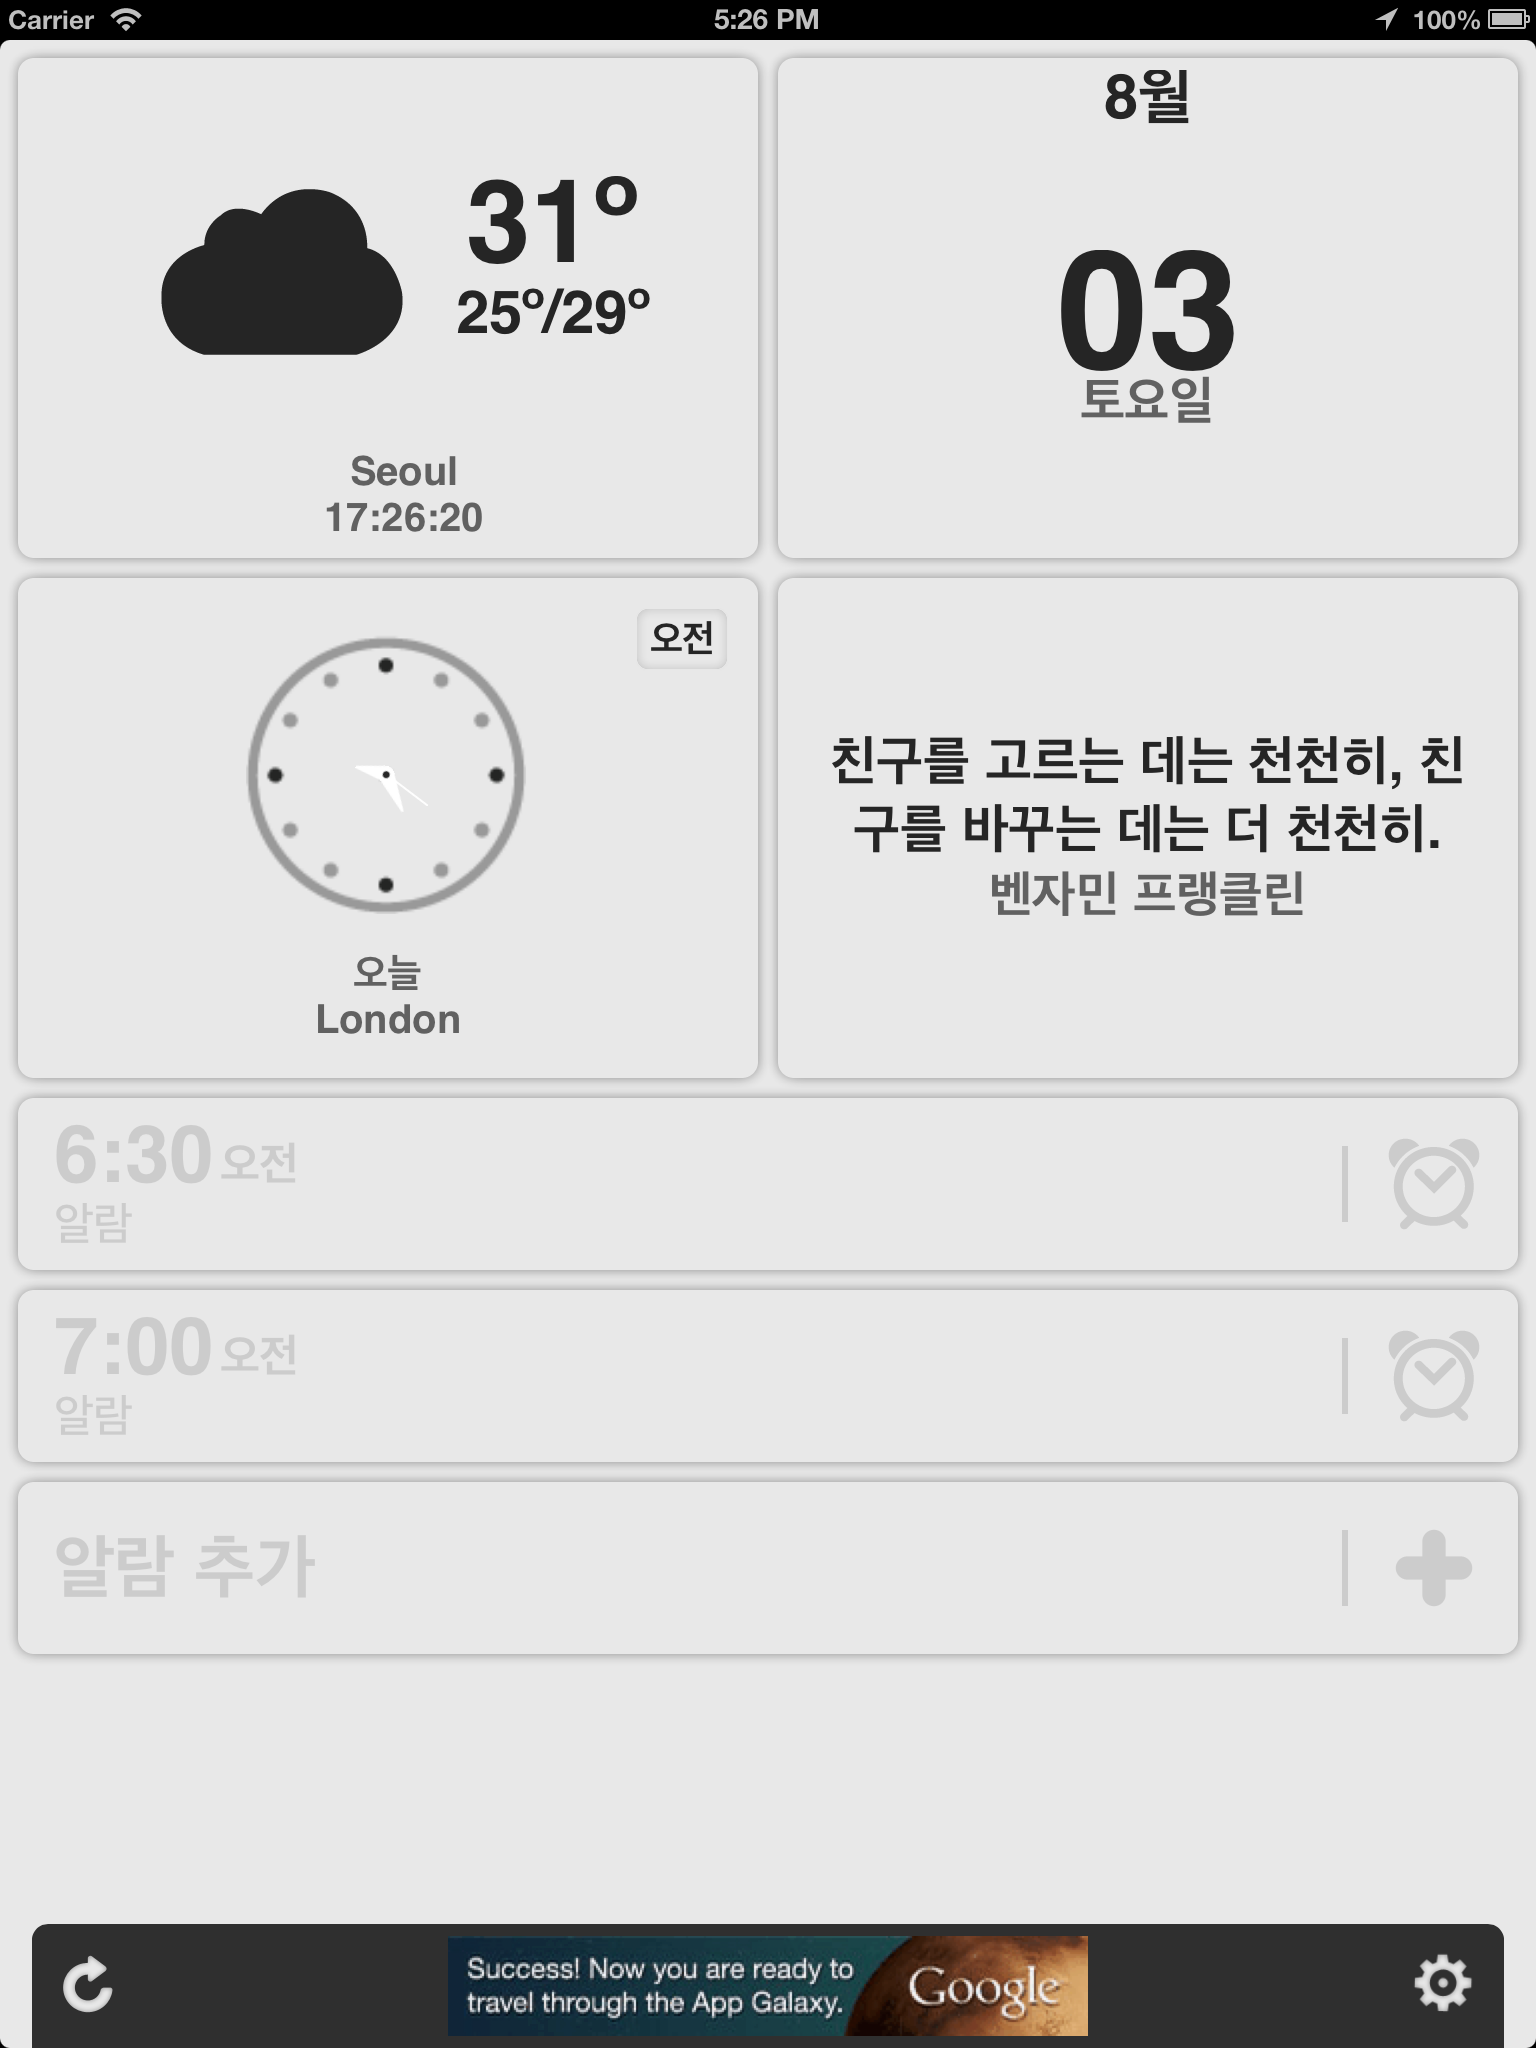 Carrier 5:26 PM 100%
31º
25º/29º
Seoul
17:26:20
8월
03
토요일
오전
오늘
London
친구를 고르는 데는 천천히, 친
구를 바꾸는 데는 더 천천히.
벤자민 프랭클린
6:30 오전
알람
7:00 오전
알람
알람 추가
Success! Now you are ready to
travel through the App Galaxy.
Google